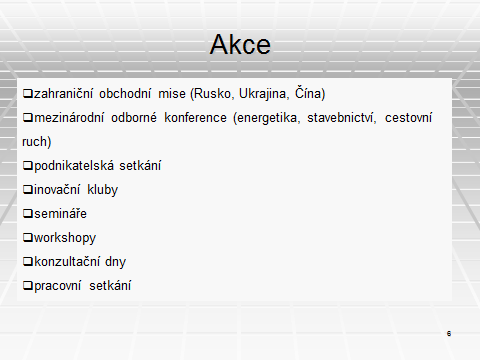 Akce
❑zahraniční obchodní mise (Rusko, Ukrajina, Čína)
❑mezinárodní odborné konference (energetika, stavebnictví, cestovní
ruch)
❑podnikatelská setkání
❑inovační kluby
❑semináře
❑workshopy
❑konzultační dny
❑pracovní setkání
6